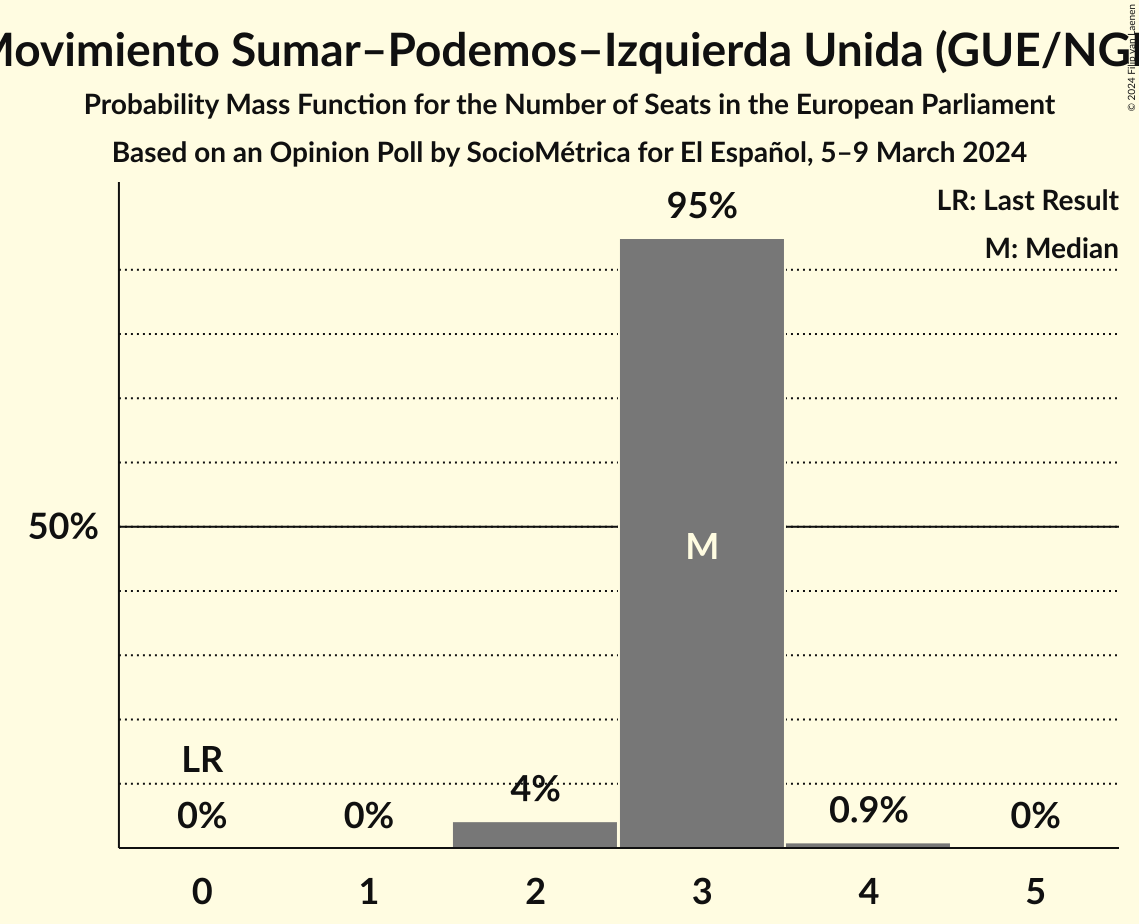 Movimiento Sumar–Podemos–Izquierda Unida (GUE/NG
© 2024 Filip van Laenen
Probability Mass Function for the Number of Seats in the European Parliament
Based on an Opinion Poll by SocioMétrica for El Español, 5–9 March 2024
LR: Last Result
M: Median
95%
50%
M
LR
0%
0%
4%
0.9%
0%
0 1 2 3 4 5